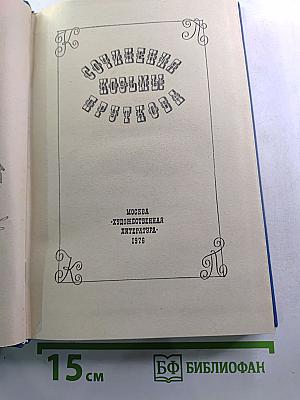 К П
СОЧИНЕНИЯ
КОЗЬМЫ
ПРУТКОВА
МОСКВА
«ХУДОЖЕСТВЕННАЯ
ЛИТЕРАТУРА»
1976
К П
15 см БФ БИБЛИОФАН